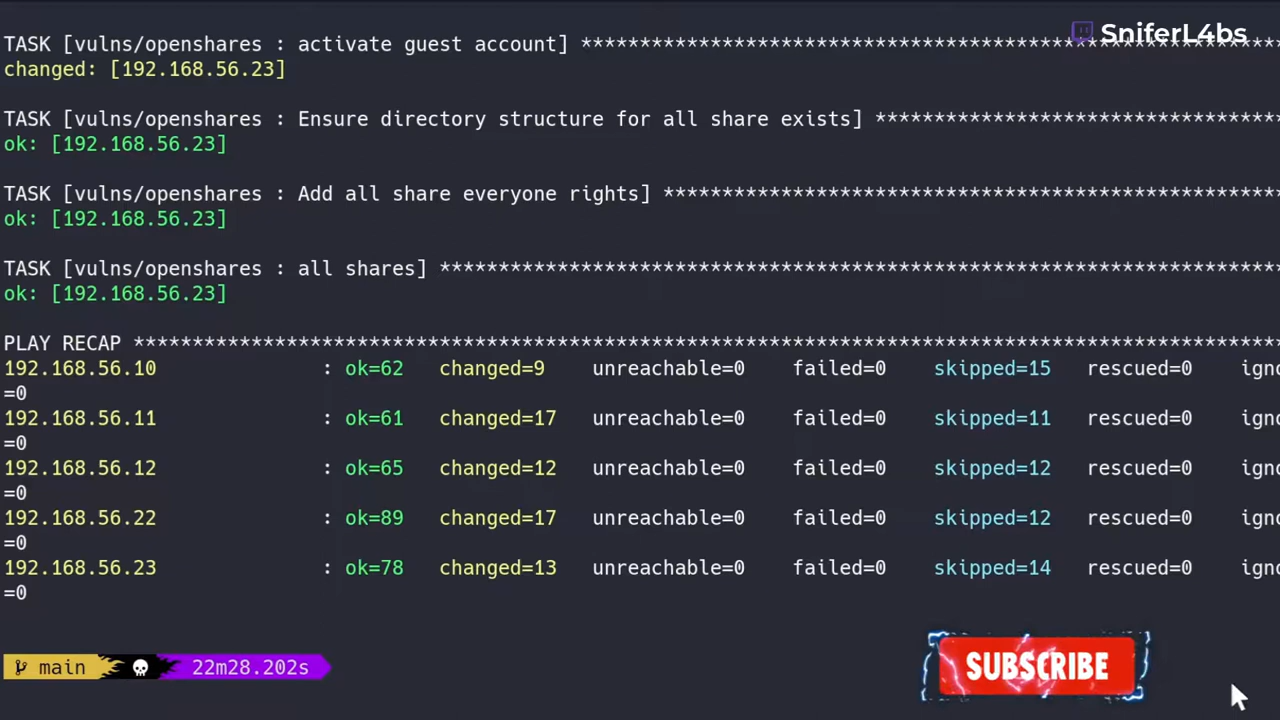 SniferL4bs
TASK [vulns/openshares : activate guest account] ******************************************************
changed: [192.168.56.23]
TASK [vulns/openshares : Ensure directory structure for all share exists] **********************************
ok: [192.168.56.23]
TASK [vulns/openshares : Add all share everyone rights] ****************************************************
ok: [192.168.56.23]
TASK [vulns/openshares : all shares] ***********************************************************************
ok: [192.168.56.23]
PLAY RECAP *************************************************************************************************
192.168.56.10 : ok=62 changed=9 unreachable=0 failed=0 skipped=15 rescued=0 igno
=0
192.168.56.11 : ok=61 changed=17 unreachable=0 failed=0 skipped=11 rescued=0 igno
=0
192.168.56.12 : ok=65 changed=12 unreachable=0 failed=0 skipped=12 rescued=0 igno
=0
192.168.56.22 : ok=89 changed=17 unreachable=0 failed=0 skipped=12 rescued=0 igno
=0
192.168.56.23 : ok=78 changed=13 unreachable=0 failed=0 skipped=14 rescued=0 igno
=0
main 22m28.202s
SUBSCRIBE